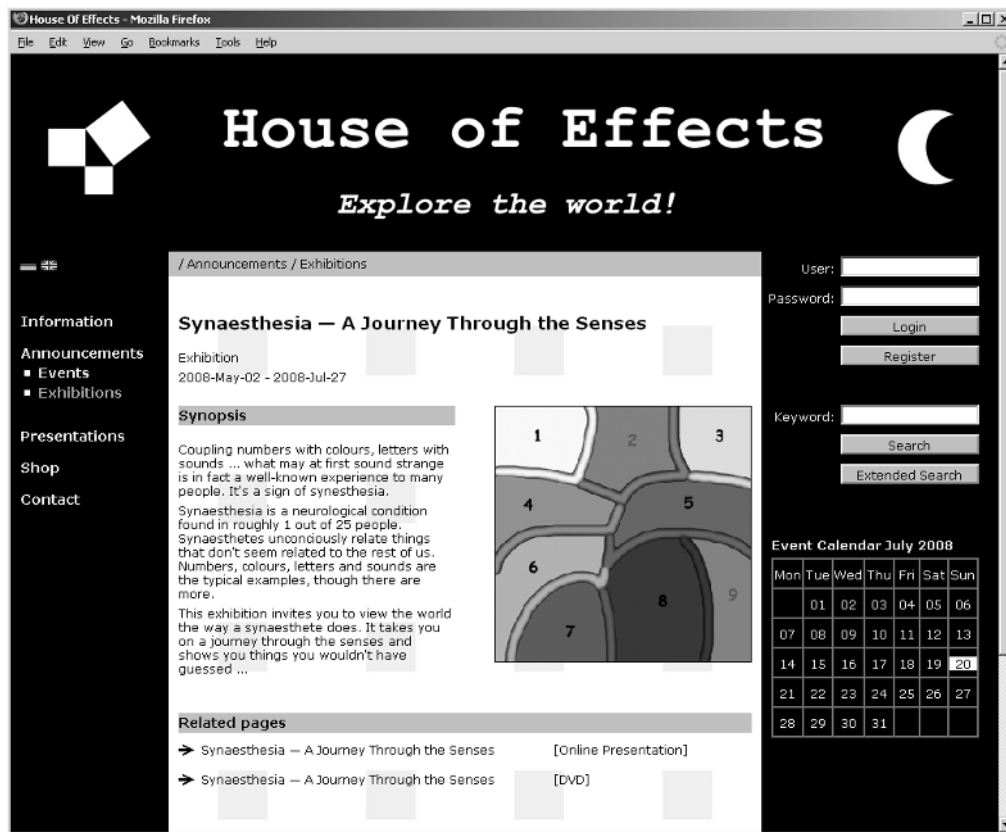 House Of Effects - Mozilla Firefox
File Edit View Go Bookmarks Tools Help
House of Effects
Explore the world!
/ Announcements / Exhibitions
Information
Announcements
Events
Exhibitions
Presentations
Shop
Contact
Synaesthesia — A Journey Through the Senses
Exhibition
2008-May-02 - 2008-Jul-27
Synopsis
Coupling numbers with colours, letters with
sounds ... what may at first sound strange
is in fact a well-known experience to many
people. It's a sign of synesthesia.
Synaesthesia is a neurological condition
found in roughly 1 out of 25 people.
Synaesthetes unconciously relate things
that don't seem related to the rest of us.
Numbers, colours, letters and sounds are
the typical examples, though there are
more.
This exhibition invites you to view the world
the way a synaesthete does. It takes you
on a journey through the senses and
shows you things you wouldn't have
guessed ...
1 2 3
4 5
6 7 8 9
Related pages
Synaesthesia — A Journey Through the Senses [Online Presentation]
Synaesthesia — A Journey Through the Senses [DVD]
User:
Password:
Login
Register
Keyword:
Search
Extended Search
Event Calendar July 2008
Mon Tue Wed Thu Fri Sat Sun
01 02 03 04 05 06
07 08 09 10 11 12 13
14 15 16 17 18 19 20
21 22 23 24 25 26 27
28 29 30 31